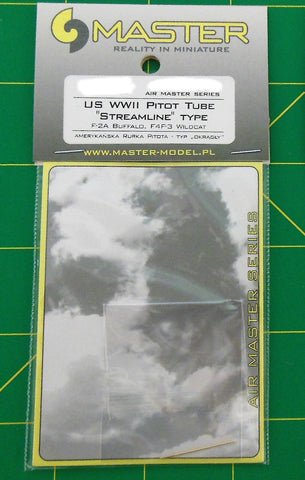 MASTER
REALITY IN MINIATURE
AIR MASTER SERIES
US WWII PITOT TUBE
"STREAMLINE" TYPE
F-2A BUFFALO, F4F-3 WILDCAT
AMERYKAŃSKA RURKA PITOTA - TYP „OKRĄGŁY"
WWW.MASTER-MODEL.PL
AIR MASTER SERIES